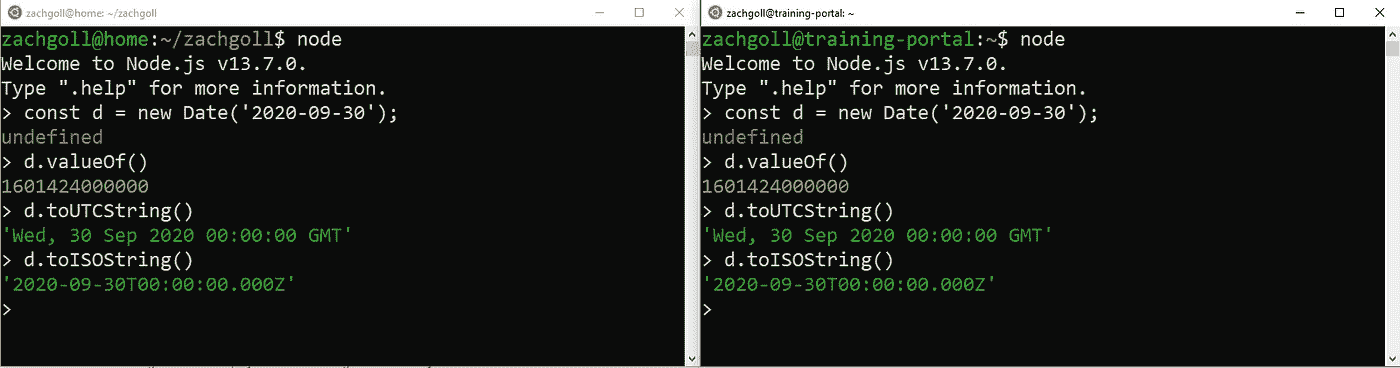 zachgoll@home: ~/zachgoll
zachgoll@home:~/zachgoll$ node
Welcome to Node.js v13.7.0.
Type ".help" for more information.
> const d = new Date('2020-09-30');
undefined
> d.valueOf()
1601424000000
> d.toUTCString()
'Wed, 30 Sep 2020 00:00:00 GMT'
> d.toISOString()
'2020-09-30T00:00:00.000Z'
>
zachgoll@training-portal: ~
zachgoll@training-portal:~$ node
Welcome to Node.js v13.7.0.
Type ".help" for more information.
> const d = new Date('2020-09-30');
undefined
> d.valueOf()
1601424000000
> d.toUTCString()
'Wed, 30 Sep 2020 00:00:00 GMT'
> d.toISOString()
'2020-09-30T00:00:00.000Z'
>